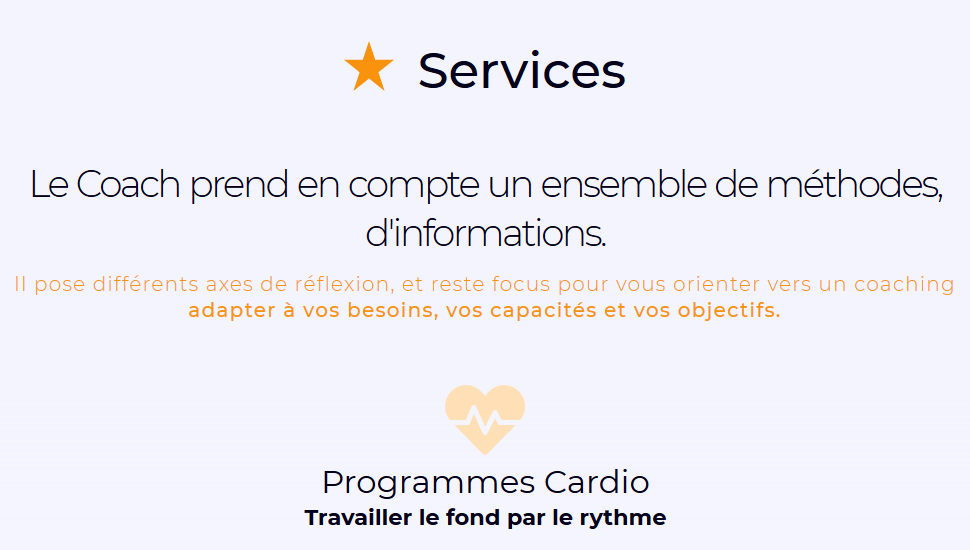 Services
Le Coach prend en compte un ensemble de méthodes,
d'informations.
Il pose différents axes de réflexion, et reste focus pour vous orienter vers un coaching
adapter à vos besoins, vos capacités et vos objectifs.
Programmes Cardio
Travailler le fond par le rythme